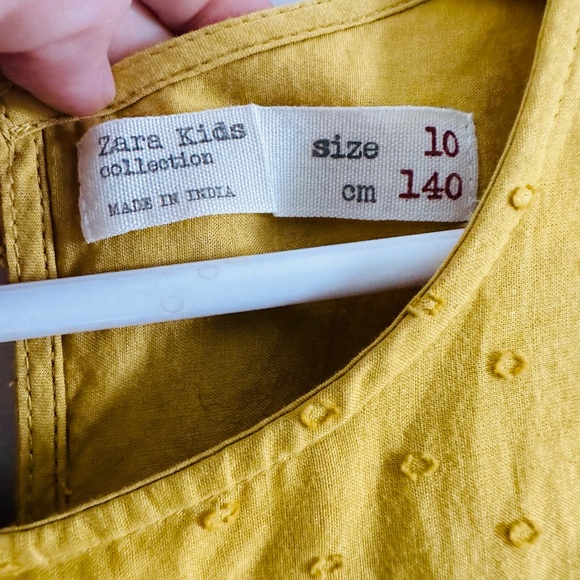 Zara Kids
collection
MADE IN INDIA
size 10
cm 140